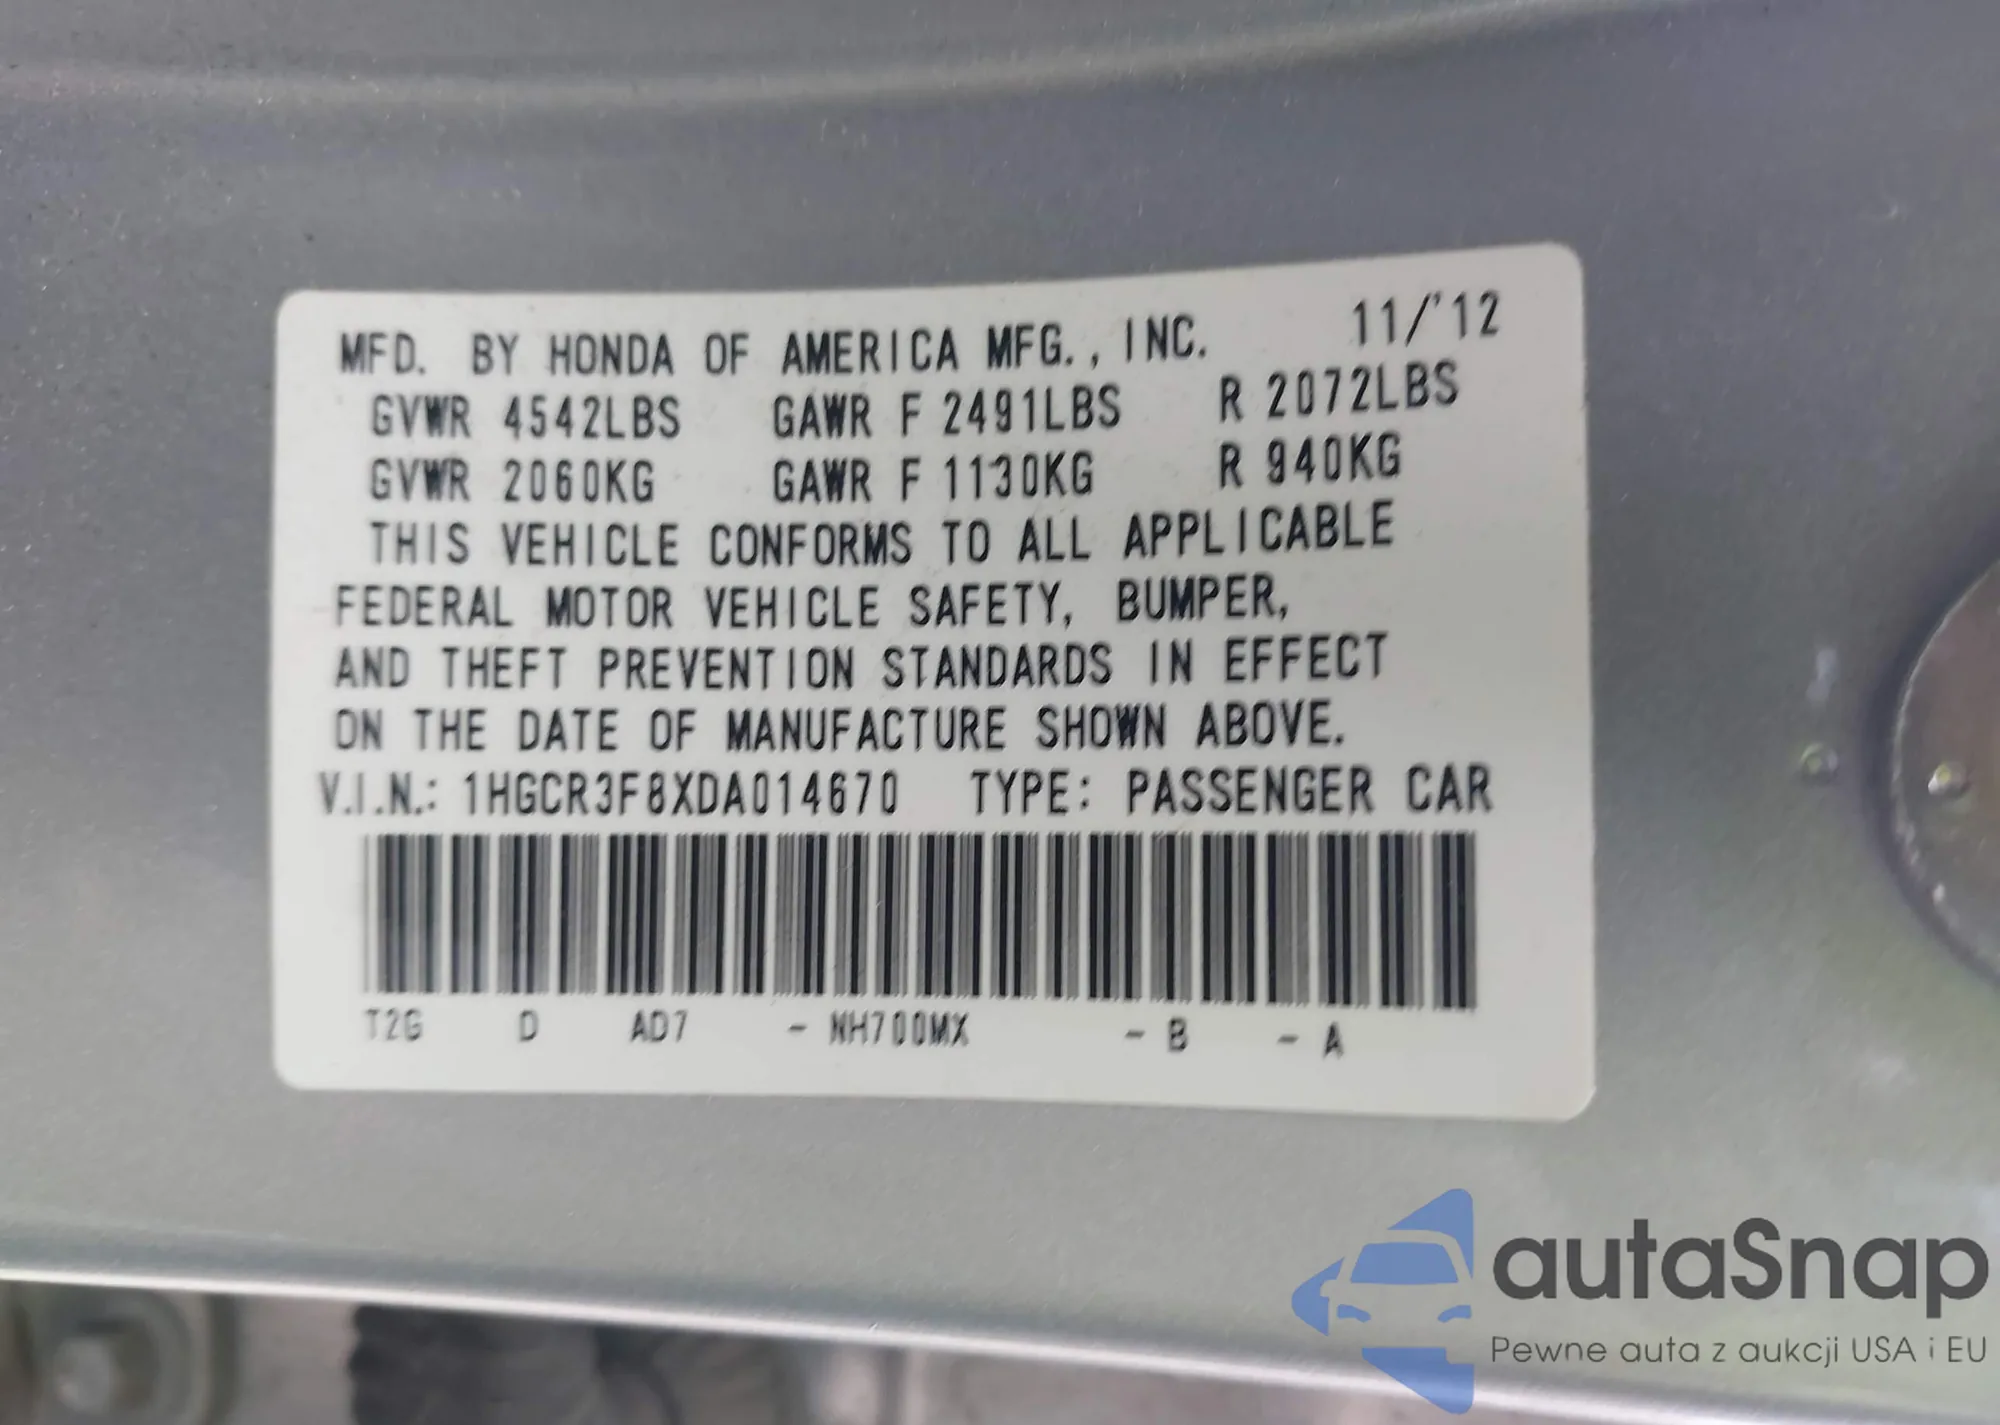 MFD. BY HONDA OF AMERICA MFG., INC. 11/'12
GVWR 4542LBS GAWR F 2491LBS R 2072LBS
GVWR 2060KG GAWR F 1130KG R 940KG
THIS VEHICLE CONFORMS TO ALL APPLICABLE
FEDERAL MOTOR VEHICLE SAFETY, BUMPER,
AND THEFT PREVENTION STANDARDS IN EFFECT
ON THE DATE OF MANUFACTURE SHOWN ABOVE.
V.I.N.: 1HGCR3F8XDA014670 TYPE: PASSENGER CAR
T2G D AD7 - NH700MX - B - A
autaSnap
Pewne auta z aukcji USA i EU